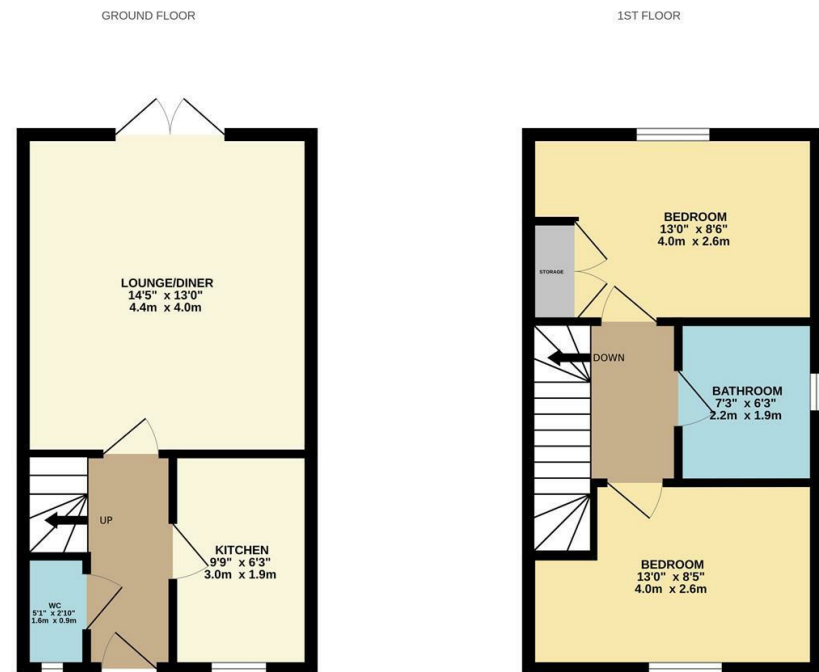 GROUND FLOOR
LOUNGE/DINER
14'5" x 13'0"
4.4m x 4.0m
UP
KITCHEN
9'9" x 6'3"
3.0m x 1.9m
WC
5'1" x 2'10"
1.6m x 0.9m
1ST FLOOR
BEDROOM
13'0" x 8'6"
4.0m x 2.6m
STORAGE
DOWN
BATHROOM
7'3" x 6'3"
2.2m x 1.9m
BEDROOM
13'0" x 8'5"
4.0m x 2.6m